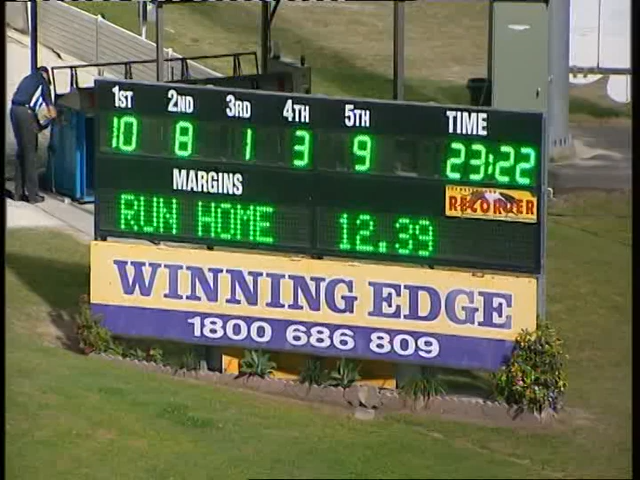 1ST 2ND 3RD 4TH 5TH TIME
10 8 1 3 9 23:22
MARGINS
RECORDER
RUN HOME 12.39
WINNING EDGE
1800 686 809